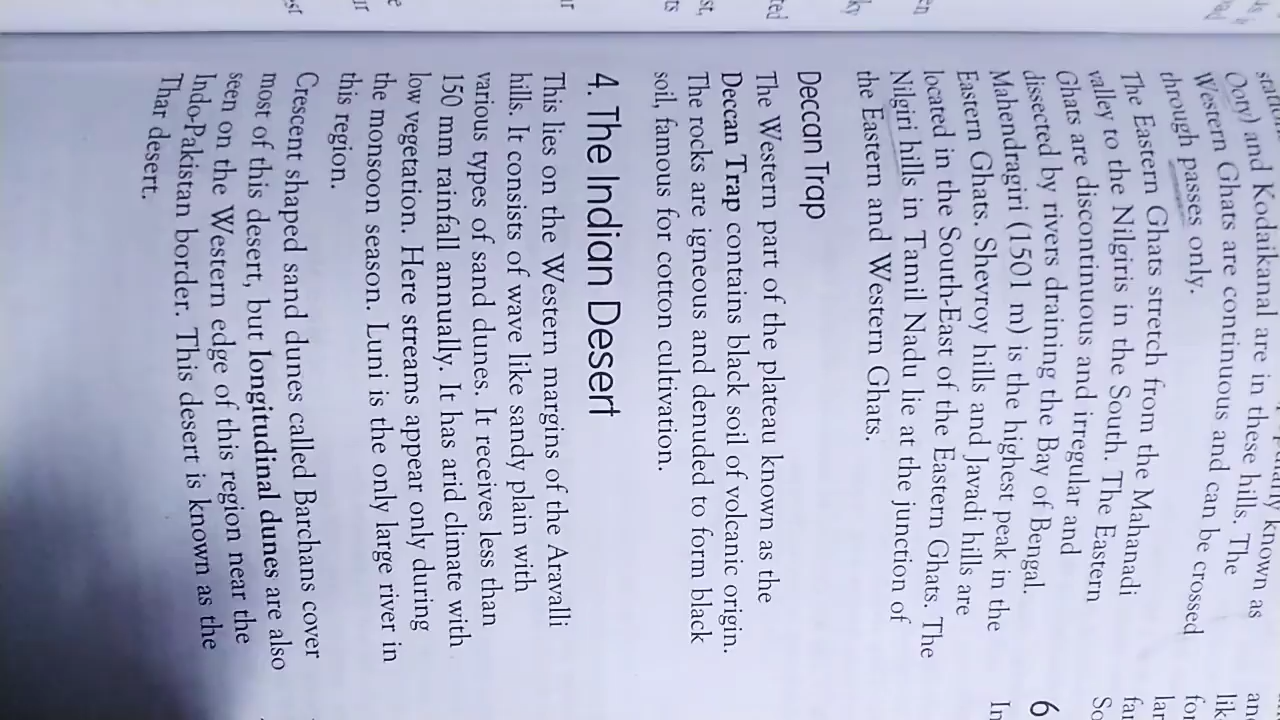 Ooty) and Kodaikanal are in these hills. The
Western Ghats are continuous and can be crossed
through passes only.
The Eastern Ghats stretch from the Mahanadi
valley to the Nilgiris in the South. The Eastern
Ghats are discontinuous and irregular and
dissected by rivers draining the Bay of Bengal.
Mahendragiri (1501 m) is the highest peak in the
Eastern Ghats. Shevroy hills and Javadi hills are
located in the South-East of the Eastern Ghats. The
Nilgiri hills in Tamil Nadu lie at the junction of
the Eastern and Western Ghats.
Deccan Trap
The Western part of the plateau known as the
Deccan Trap contains black soil of volcanic origin.
The rocks are igneous and denuded to form black
soil, famous for cotton cultivation.
4. The Indian Desert
This lies on the Western margins of the Aravalli
hills. It consists of wave like sandy plain with
various types of sand dunes. It receives less than
150 mm rainfall annually. It has arid climate with
low vegetation. Here streams appear only during
the monsoon season. Luni is the only large river in
this region.
Crescent shaped sand dunes called Barchans cover
most of this desert, but longitudinal dunes are also
seen on the Western edge of this region near the
Indo-Pakistan border. This desert is known as the
Thar desert.